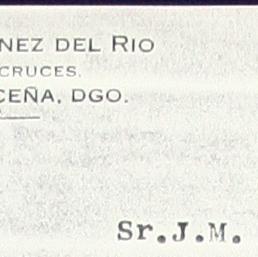 NEZ DEL RIO
CRUCES,
CEÑA, DGO.
Sr.J.M.